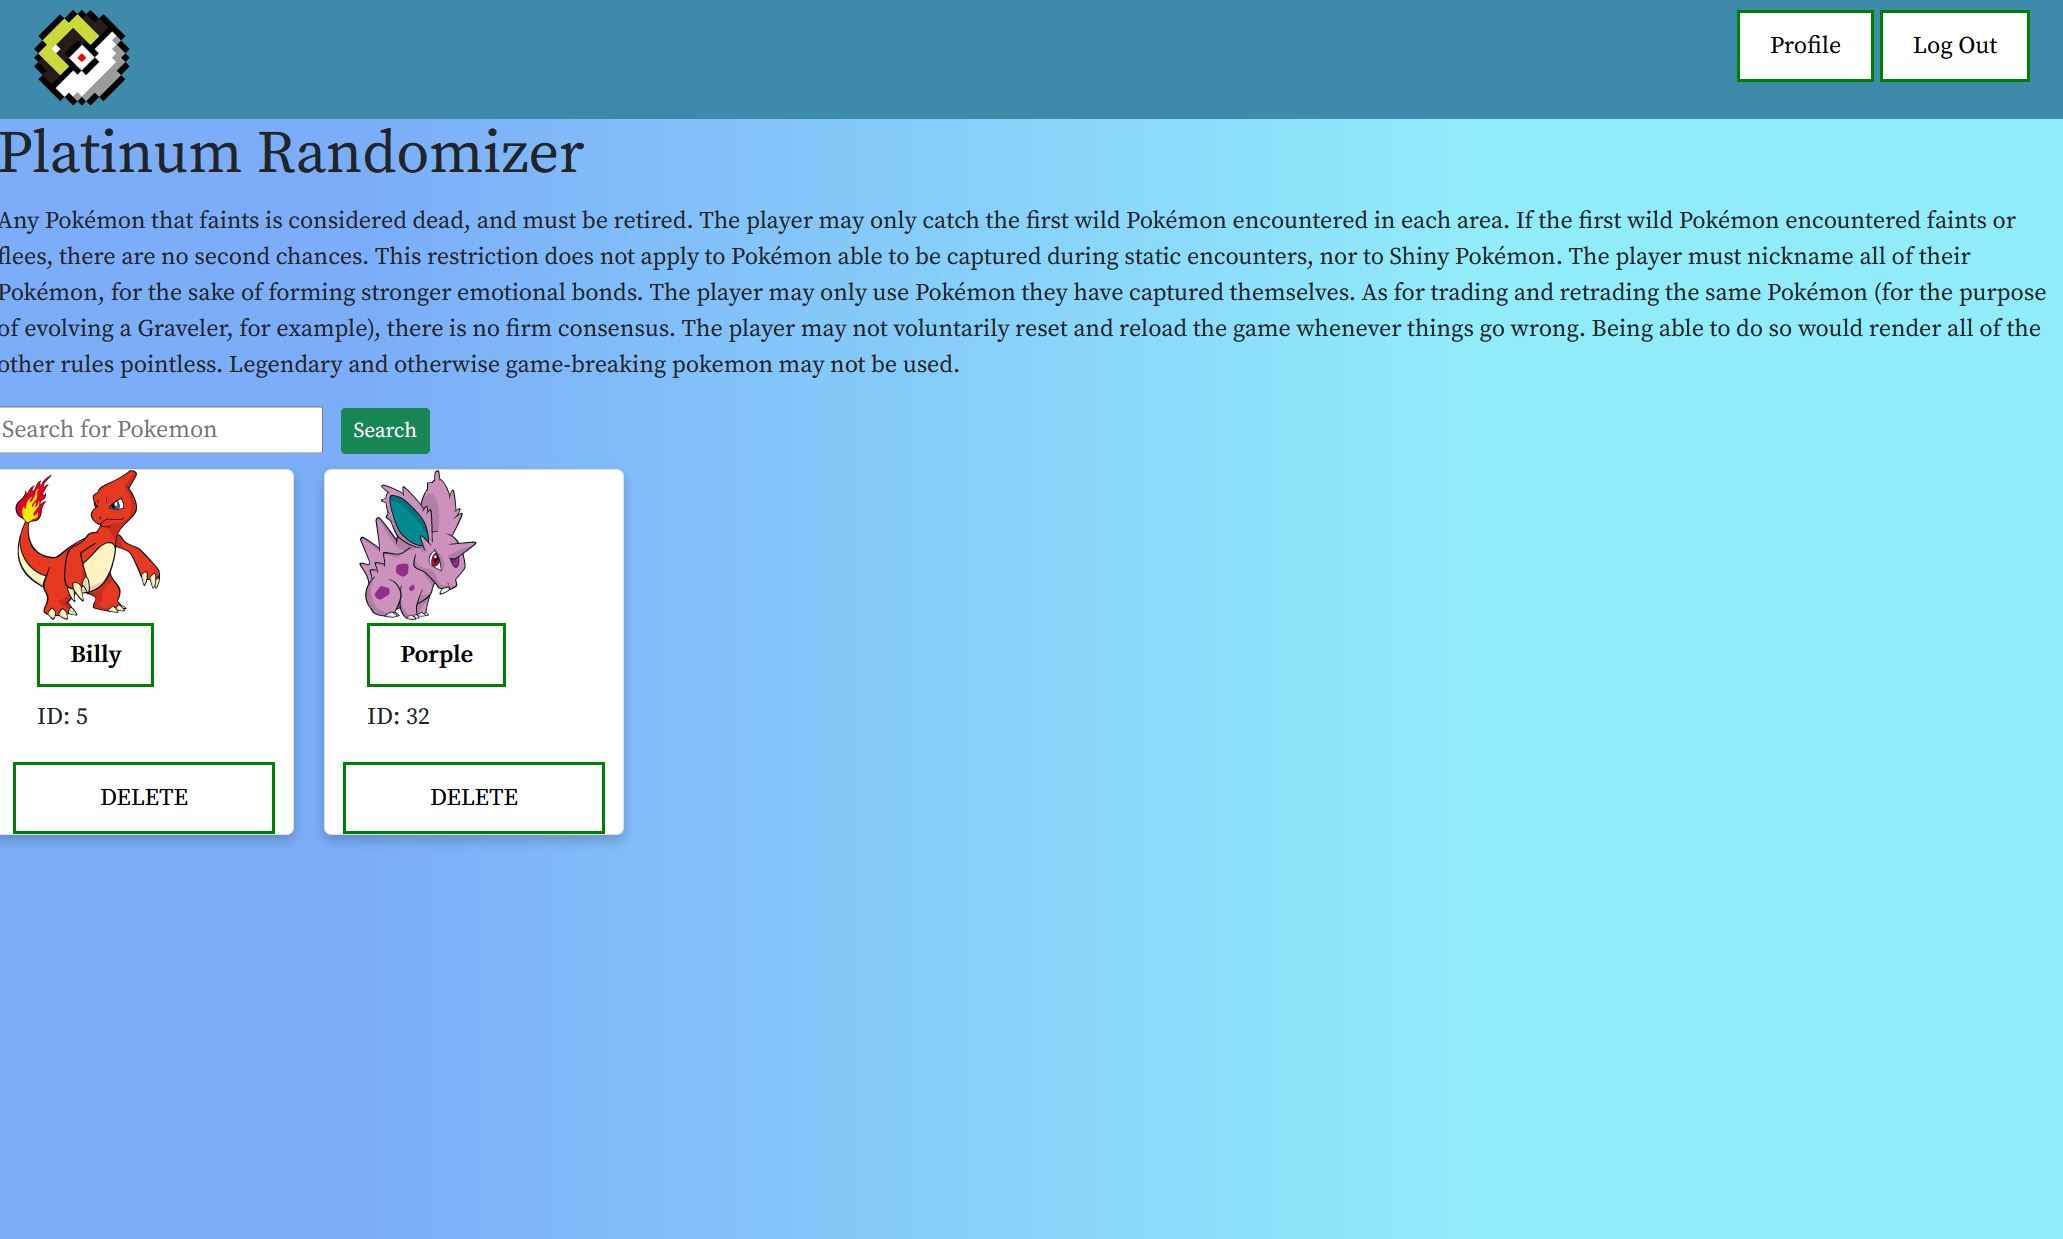 Profile
Log Out
Platinum Randomizer
Any Pokémon that faints is considered dead, and must be retired. The player may only catch the first wild Pokémon encountered in each area. If the first wild Pokémon encountered faints or
flees, there are no second chances. This restriction does not apply to Pokémon able to be captured during static encounters, nor to Shiny Pokémon. The player must nickname all of their
Pokémon, for the sake of forming stronger emotional bonds. The player may only use Pokémon they have captured themselves. As for trading and retrading the same Pokémon (for the purpose
of evolving a Graveler, for example), there is no firm consensus. The player may not voluntarily reset and reload the game whenever things go wrong. Being able to do so would render all of the
other rules pointless. Legendary and otherwise game-breaking pokemon may not be used.
Search for Pokemon
Search
Billy
ID: 5
DELETE
Porple
ID: 32
DELETE